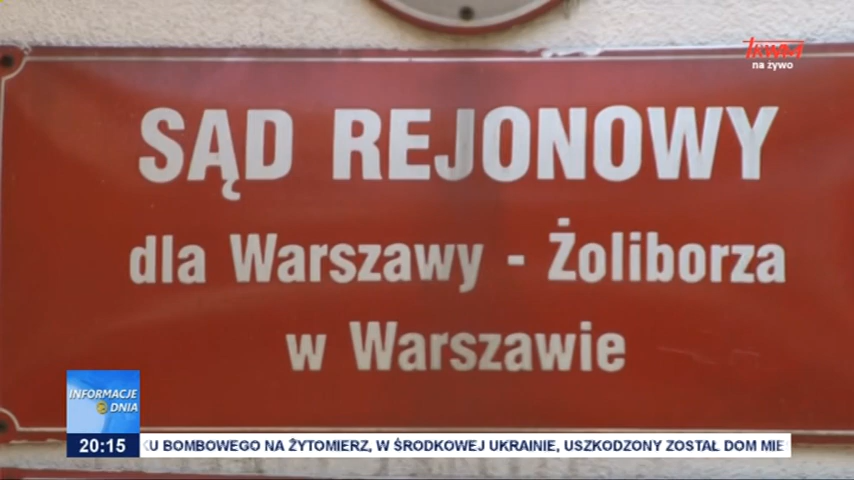 TRWAM
na żywo
SĄD REJONOWY
dla Warszawy - Żoliborza
w Warszawie
INFORMACJE
DNIA
20:15
BOMBOWEGO NA ŻYTOMIERZ, W ŚRODKOWEJ UKRAINIE, USZKODZONY ZOSTAŁ DOM